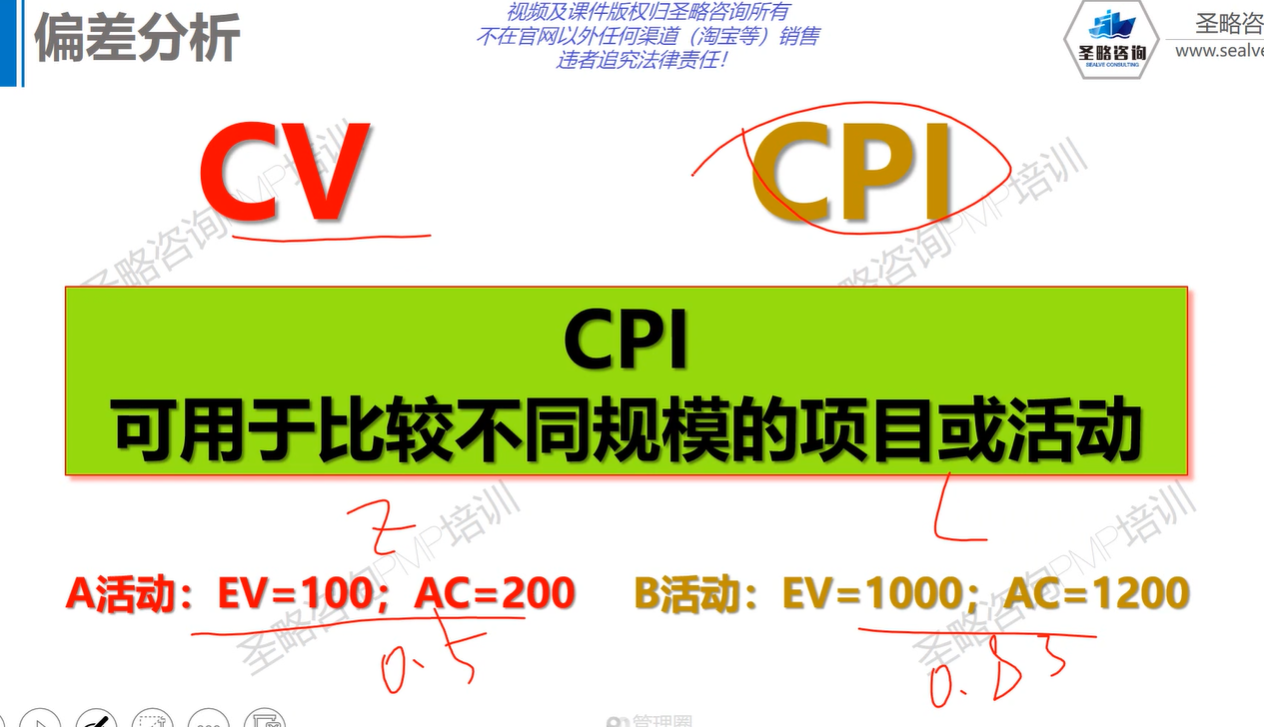 偏差分析
视频及课件版权归圣略咨询所有
不在官网以外任何渠道（淘宝等）销售
违者追究法律责任！
圣略咨询
SEALVE CONSULTING
圣略咨
www.sealve
CV
CPI
圣略咨询PMP培训
圣略咨询PMP培训
CPI
可用于比较不同规模的项目或活动
Z
L
A活动：EV=100；AC=200
B活动：EV=1000；AC=1200
圣略咨询PMP培训
圣略咨询PMP培训
0.5
0.83
管理圈